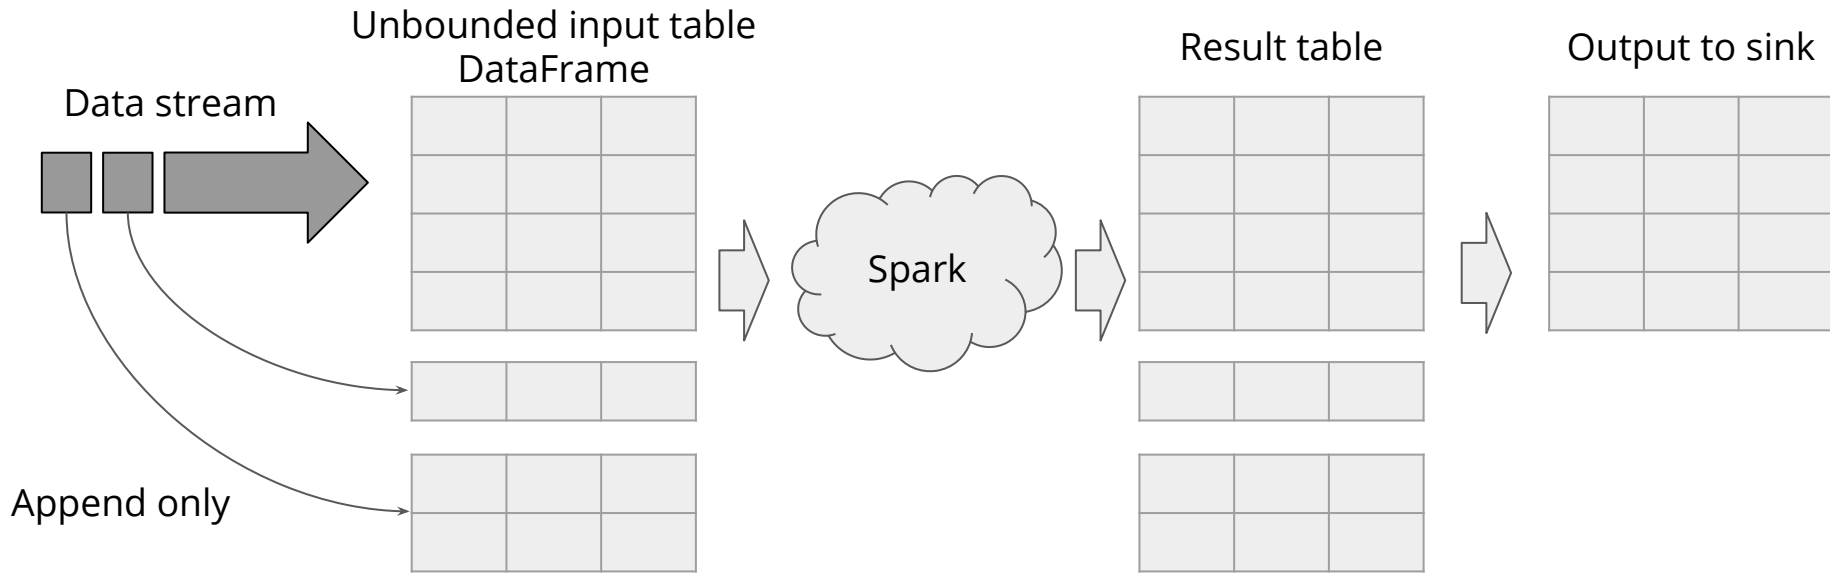 Unbounded input table
DataFrame
Result table
Output to sink
Data stream
Spark
Append only